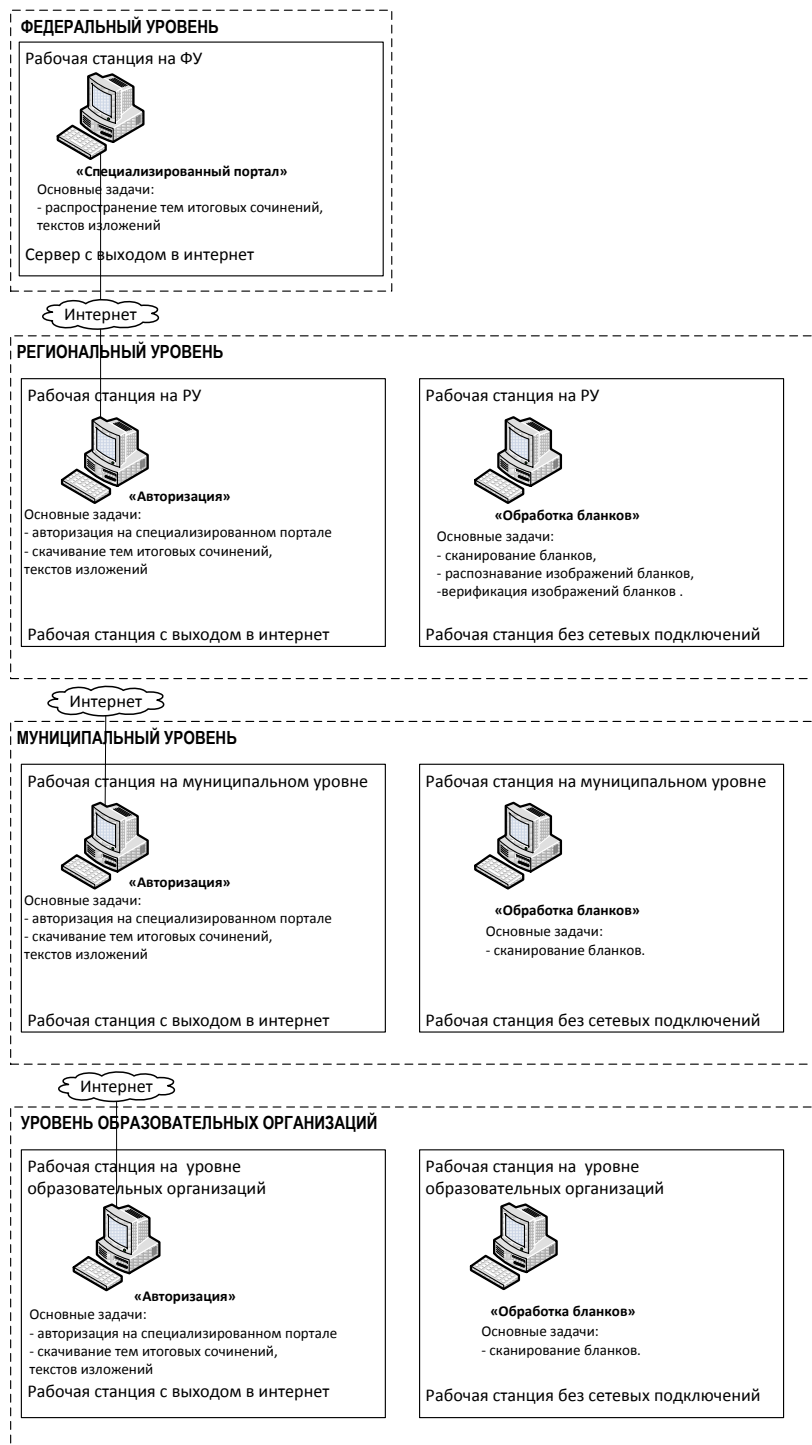 ФЕДЕРАЛЬНЫЙ УРОВЕНЬ
Рабочая станция на ФУ
«Специализированный портал»
Основные задачи:
- распространение тем итоговых сочинений,
текстов изложений
Сервер с выходом в интернет
Интернет
РЕГИОНАЛЬНЫЙ УРОВЕНЬ
Рабочая станция на РУ
«Авторизация»
Основные задачи:
- авторизация на специализированном портале
- скачивание тем итоговых сочинений,
текстов изложений
Рабочая станция с выходом в интернет
Рабочая станция на РУ
«Обработка бланков»
Основные задачи:
- сканирование бланков,
- распознавание изображений бланков,
-верификация изображений бланков .
Рабочая станция без сетевых подключений
Интернет
МУНИЦИПАЛЬНЫЙ УРОВЕНЬ
Рабочая станция на муниципальном уровне
«Авторизация»
Основные задачи:
- авторизация на специализированном портале
- скачивание тем итоговых сочинений,
текстов изложений
Рабочая станция с выходом в интернет
Рабочая станция на муниципальном уровне
«Обработка бланков»
Основные задачи:
- сканирование бланков.
Рабочая станция без сетевых подключений
Интернет
УРОВЕНЬ ОБРАЗОВАТЕЛЬНЫХ ОРГАНИЗАЦИЙ
Рабочая станция на уровне
образовательных организаций
«Авторизация»
Основные задачи:
- авторизация на специализированном портале
- скачивание тем итоговых сочинений,
текстов изложений
Рабочая станция с выходом в интернет
Рабочая станция на уровне
образовательных организаций
«Обработка бланков»
Основные задачи:
- сканирование бланков.
Рабочая станция без сетевых подключений